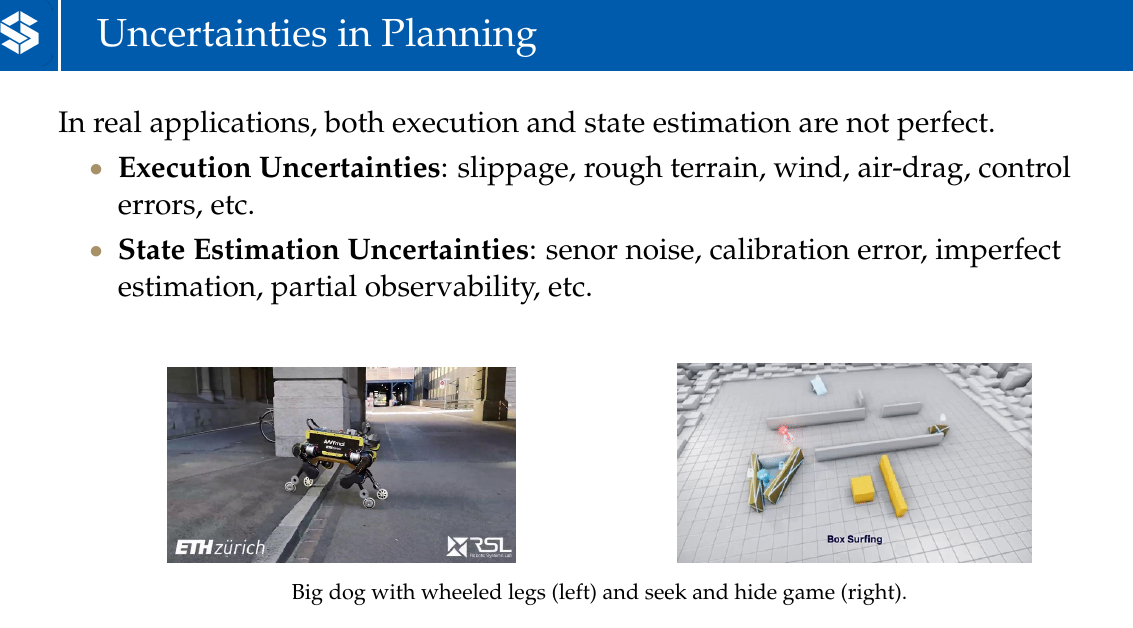 Uncertainties in Planning
In real applications, both execution and state estimation are not perfect.
• Execution Uncertainties: slippage, rough terrain, wind, air-drag, control
errors, etc.
• State Estimation Uncertainties: senor noise, calibration error, imperfect
estimation, partial observability, etc.
ANYmal
ETH zürich
RSL
Robotic Systems Lab
Box Surfing
Big dog with wheeled legs (left) and seek and hide game (right).